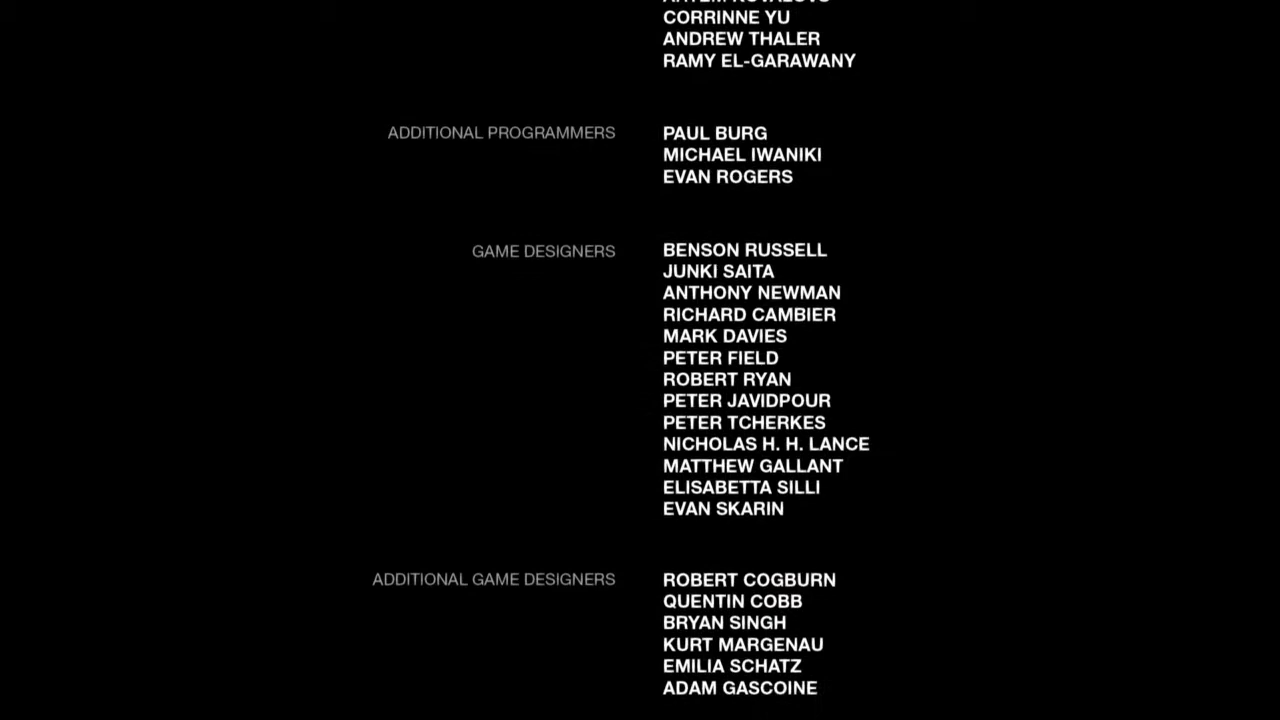 CORRINNE YU
ANDREW THALER
RAMY EL-GARAWANY
ADDITIONAL PROGRAMMERS PAUL BURG
MICHAEL IWANIKI
EVAN ROGERS
GAME DESIGNERS BENSON RUSSELL
JUNKI SAITA
ANTHONY NEWMAN
RICHARD CAMBIER
MARK DAVIES
PETER FIELD
ROBERT RYAN
PETER JAVIDPOUR
PETER TCHERKES
NICHOLAS H. H. LANCE
MATTHEW GALLANT
ELISABETTA SILLI
EVAN SKARIN
ADDITIONAL GAME DESIGNERS ROBERT COGBURN
QUENTIN COBB
BRYAN SINGH
KURT MARGENAU
EMILIA SCHATZ
ADAM GASCOINE